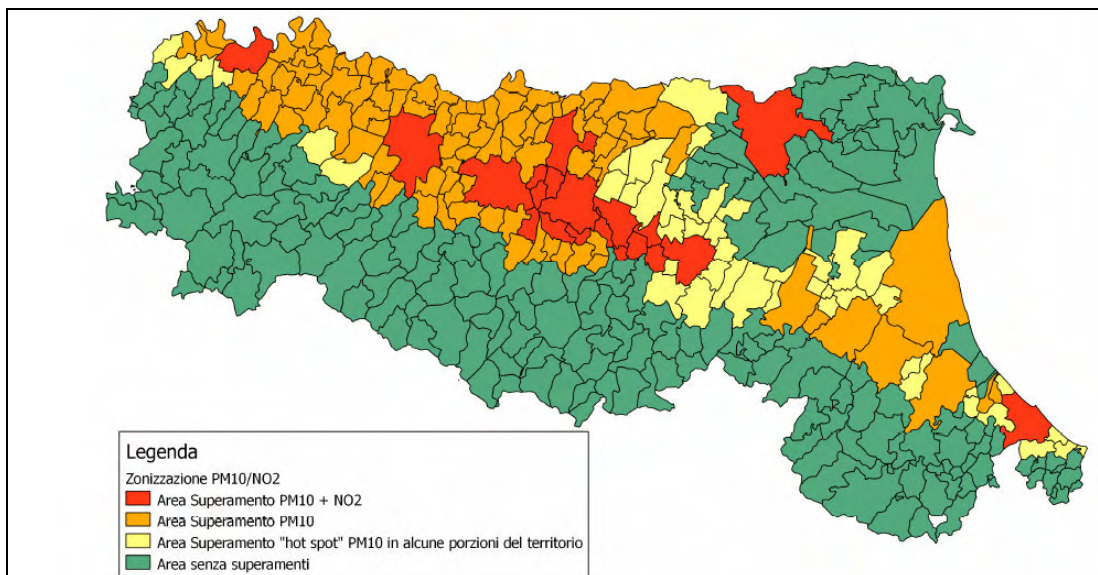 Legenda
Zonizzazione PM10/NO2
Area Superamento PM10 + NO2
Area Superamento PM10
Area Superamento "hot spot" PM10 in alcune porzioni del territorio
Area senza superamenti